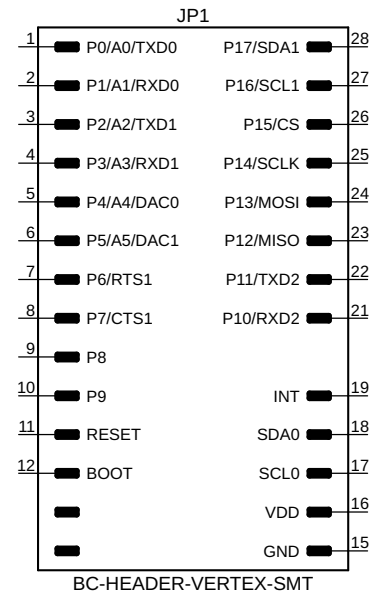 JP1
1 P0/A0/TXD0 P17/SDA1 28
2 P1/A1/RXD0 P16/SCL1 27
3 P2/A2/TXD1 P15/CS 26
4 P3/A3/RXD1 P14/SCLK 25
5 P4/A4/DAC0 P13/MOSI 24
6 P5/A5/DAC1 P12/MISO 23
7 P6/RTS1 P11/TXD2 22
8 P7/CTS1 P10/RXD2 21
9 P8
10 P9 INT 19
11 RESET SDA0 18
12 BOOT SCL0 17
VDD 16
GND 15
BC-HEADER-VERTEX-SMT